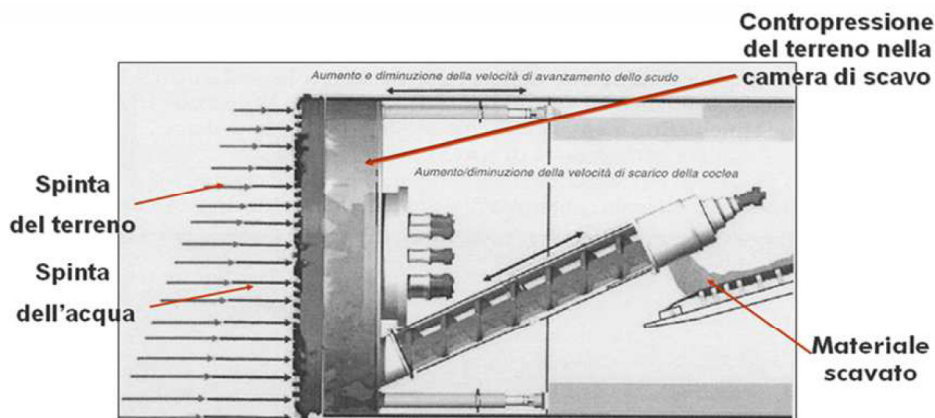 Contropressione
del terreno nella
camera di scavo
Aumento e diminuzione della velocità di avanzamento dello scudo
Aumento/diminuzione della velocità di scarico della coclea
Spinta
del terreno
Spinta
dell'acqua
Materiale
scavato